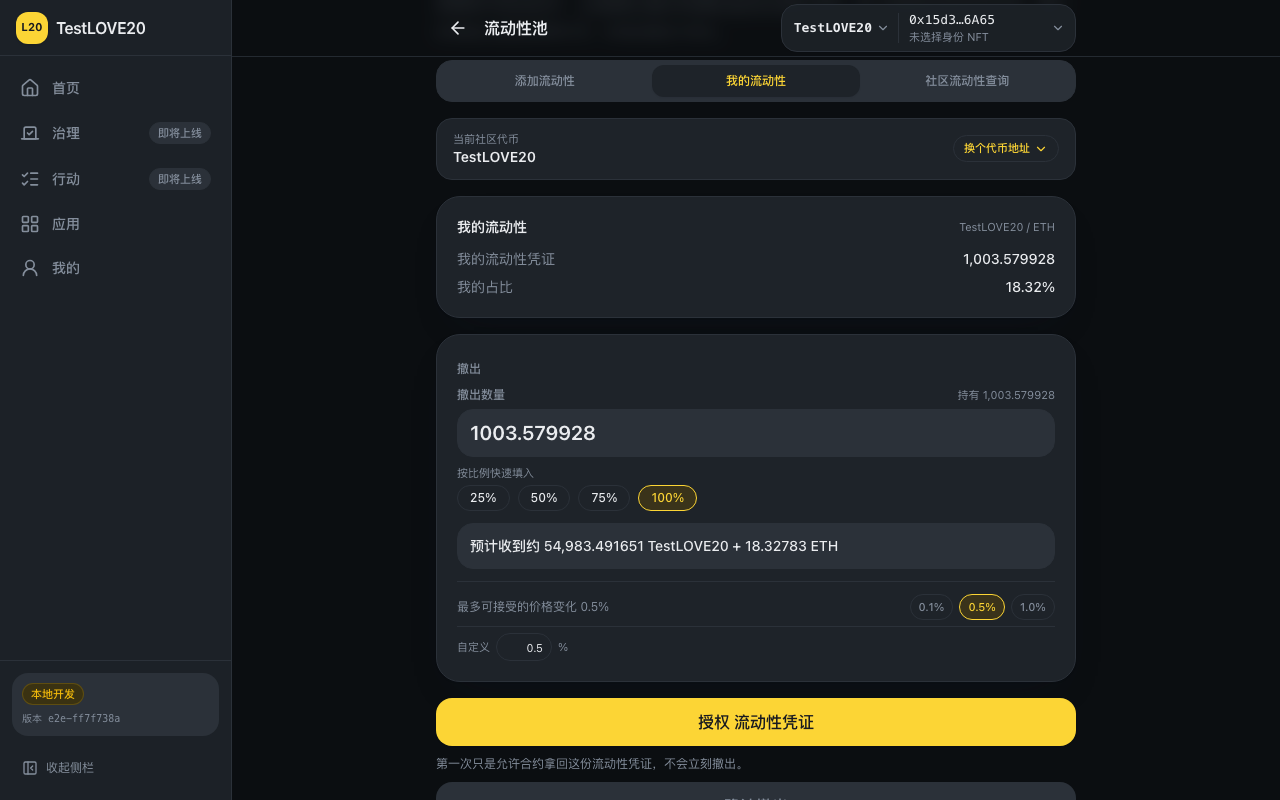 L20 TestLOVE20
首页
治理 即将上线
行动 即将上线
应用
我的
本地开发
版本 e2e-ff7f738a
收起侧栏
流动性池
TestLOVE20
0x15d3…6A65
未选择身份 NFT
添加流动性 我的流动性 社区流动性查询
当前社区代币
TestLOVE20
换个代币地址
我的流动性 TestLOVE20 / ETH
我的流动性凭证 1,003.579928
我的占比 18.32%
撤出
撤出数量 持有 1,003.579928
1003.579928
按比例快速填入
25% 50% 75% 100%
预计收到约 54,983.491651 TestLOVE20 + 18.32783 ETH
最多可接受的价格变化 0.5% 0.1% 0.5% 1.0%
自定义 0.5 %
授权 流动性凭证
第一次只是允许合约拿回这份流动性凭证，不会立刻撤出。